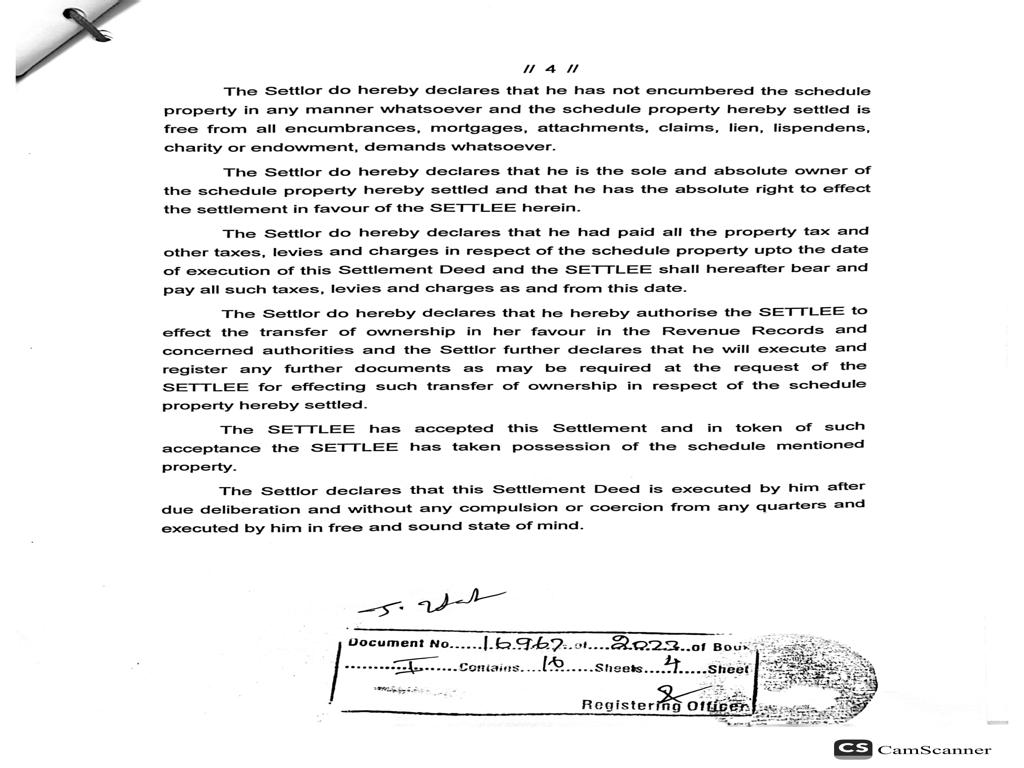 // 4 //
The Settlor do hereby declares that he has not encumbered the schedule
property in any manner whatsoever and the schedule property hereby settled is
free from all encumbrances, mortgages, attachments, claims, lien, lispendens,
charity or endowment, demands whatsoever.
The Settlor do hereby declares that he is the sole and absolute owner of
the schedule property hereby settled and that he has the absolute right to effect
the settlement in favour of the SETTLEE herein.
The Settlor do hereby declares that he had paid all the property tax and
other taxes, levies and charges in respect of the schedule property upto the date
of execution of this Settlement Deed and the SETTLEE shall hereafter bear and
pay all such taxes, levies and charges as and from this date.
The Settlor do hereby declares that he hereby authorise the SETTLEE to
effect the transfer of ownership in her favour in the Revenue Records and
concerned authorities and the Settlor further declares that he will execute and
register any further documents as may be required at the request of the
SETTLEE for effecting such transfer of ownership in respect of the schedule
property hereby settled.
The SETTLEE has accepted this Settlement and in token of such
acceptance the SETTLEE has taken possession of the schedule mentioned
property.
The Settlor declares that this Settlement Deed is executed by him after
due deliberation and without any compulsion or coercion from any quarters and
executed by him in free and sound state of mind.
Document No......16967..of....2023..of Book
..............I......Contains....16......Sheets....4......Sheet
Registering Officer
CS CamScanner